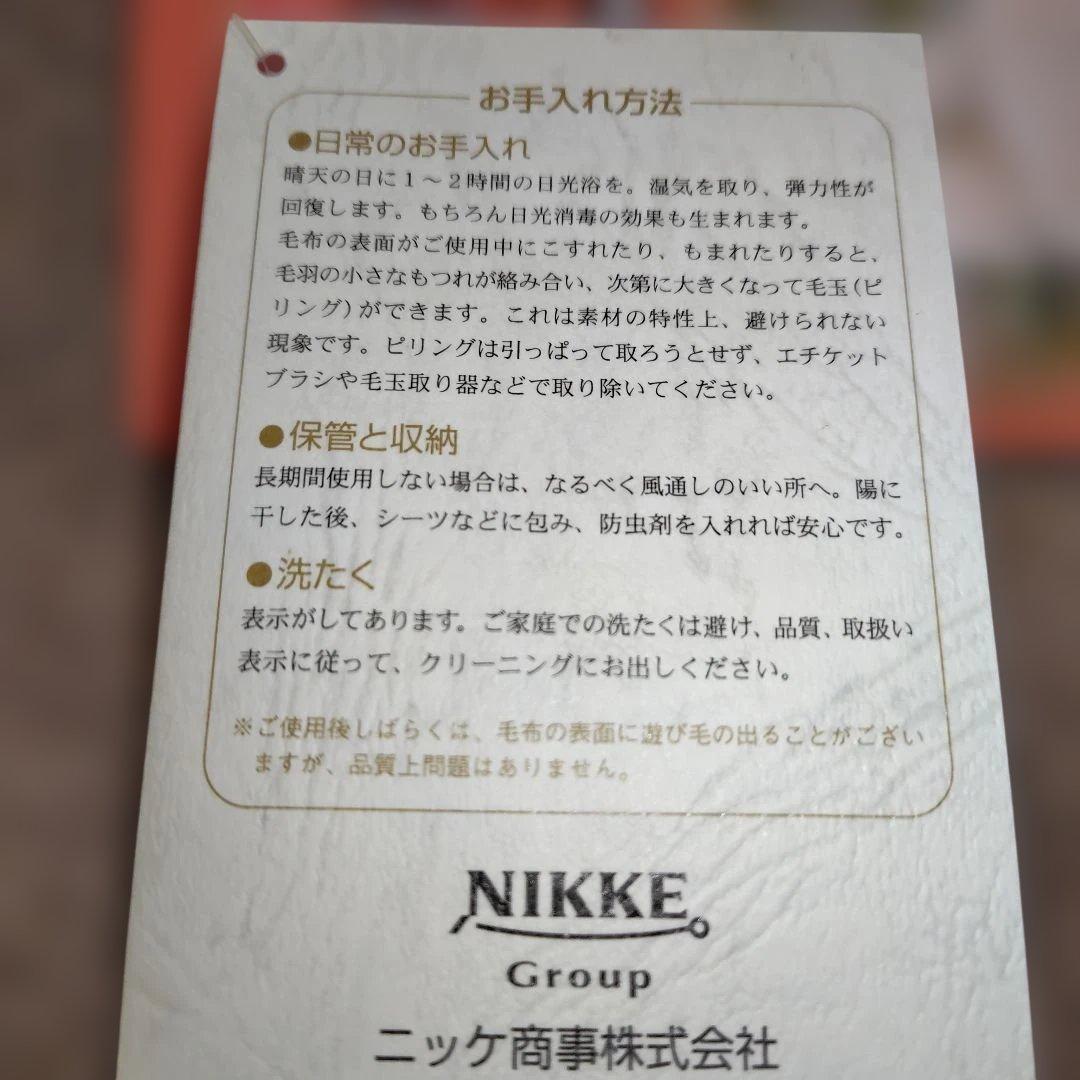 お手入れ方法
●日常のお手入れ
晴天の日に1～2時間の日光浴を。湿気を取り、弾力性が
回復します。もちろん日光消毒の効果も生まれます。
毛布の表面がご使用中にこすれたり、もまれたりすると、
毛羽の小さなもつれが絡み合い、次第に大きくなって毛玉(ピ
リング)ができます。これは素材の特性上、避けられない
現象です。ピリングは引っぱって取ろうとせず、エチケット
ブラシや毛玉取り器などで取り除いてください。
●保管と収納
長期間使用しない場合は、なるべく風通しのいい所へ。陽に
干した後、シーツなどに包み、防虫剤を入れれば安心です。
●洗たく
表示がしてあります。ご家庭での洗たくは避け、品質、取扱い
表示に従って、クリーニングにお出しください。
※ご使用後しばらくは、毛布の表面に遊び毛の出ることがござい
ますが、品質上問題はありません。
NIKKE
Group
ニッケ商事株式会社